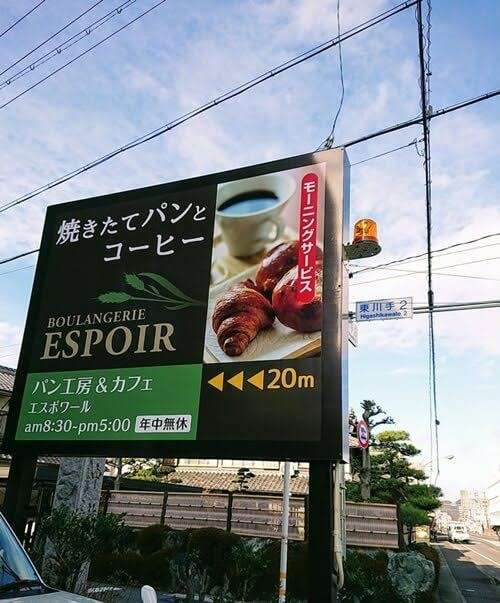 焼きたてパンと
コーヒー
モーニングサービス
BOULANGERIE
ESPOIR
パン工房 & カフェ
エスポワール
am8:30-pm5:00 年中無休
20m
東川手2
Higashikawate 2